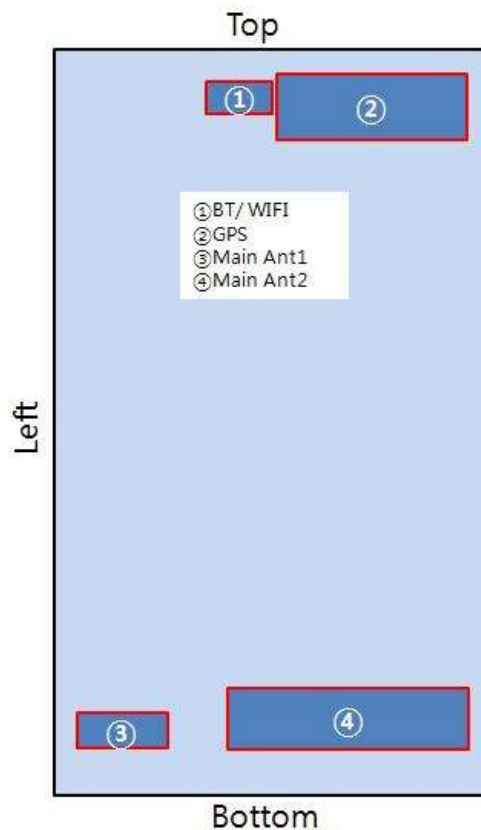 Top
① ②
①BT/ WIFI
②GPS
③Main Ant1
④Main Ant2
Left
③ ④
Bottom